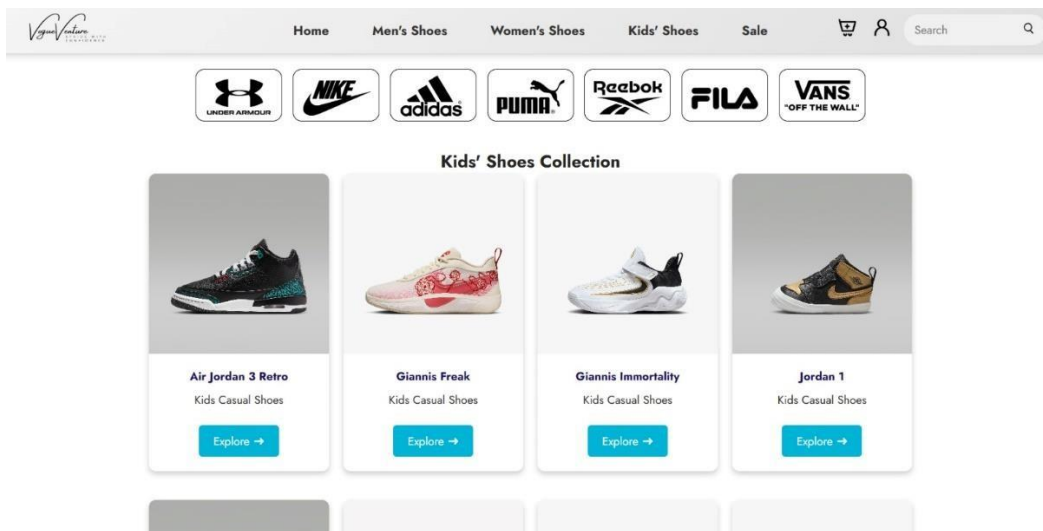 VogueVenture
Home Men's Shoes Women's Shoes Kids' Shoes Sale Search
UNDER ARMOUR NIKE adidas PUMA Reebok FILA VANS
"OFF THE WALL"
Kids' Shoes Collection
Air Jordan 3 Retro Giannis Freak Giannis Immortality Jordan 1
Kids Casual Shoes Kids Casual Shoes Kids Casual Shoes Kids Casual Shoes
Explore → Explore → Explore → Explore →